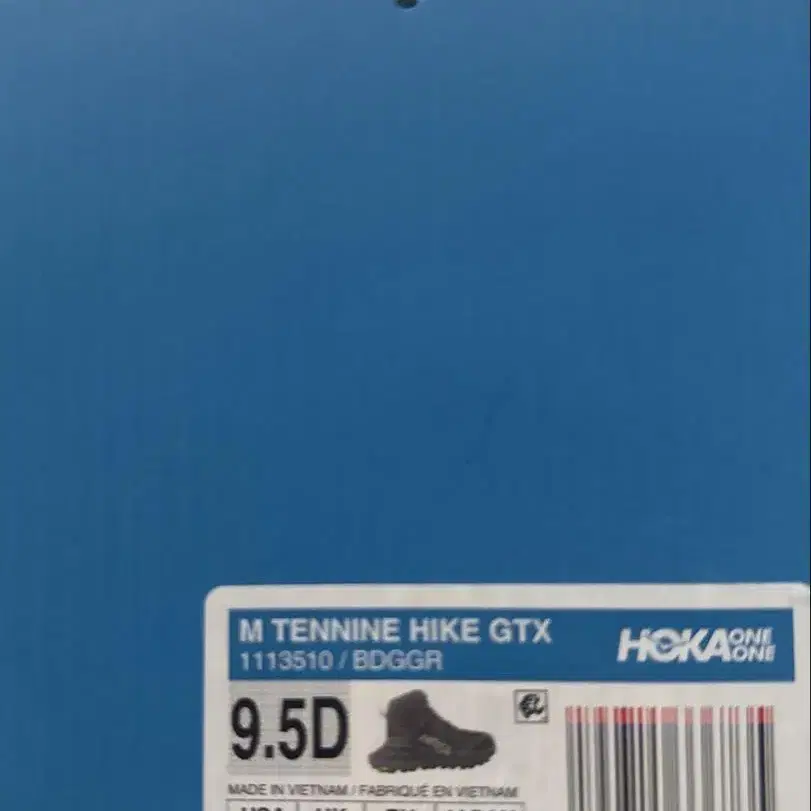 M TENNINE HIKE GTX
1113510 / BDGGR
HOKA ONE ONE
9.5D
MADE IN VIETNAM / FABRIQUÉ EN VIETNAM